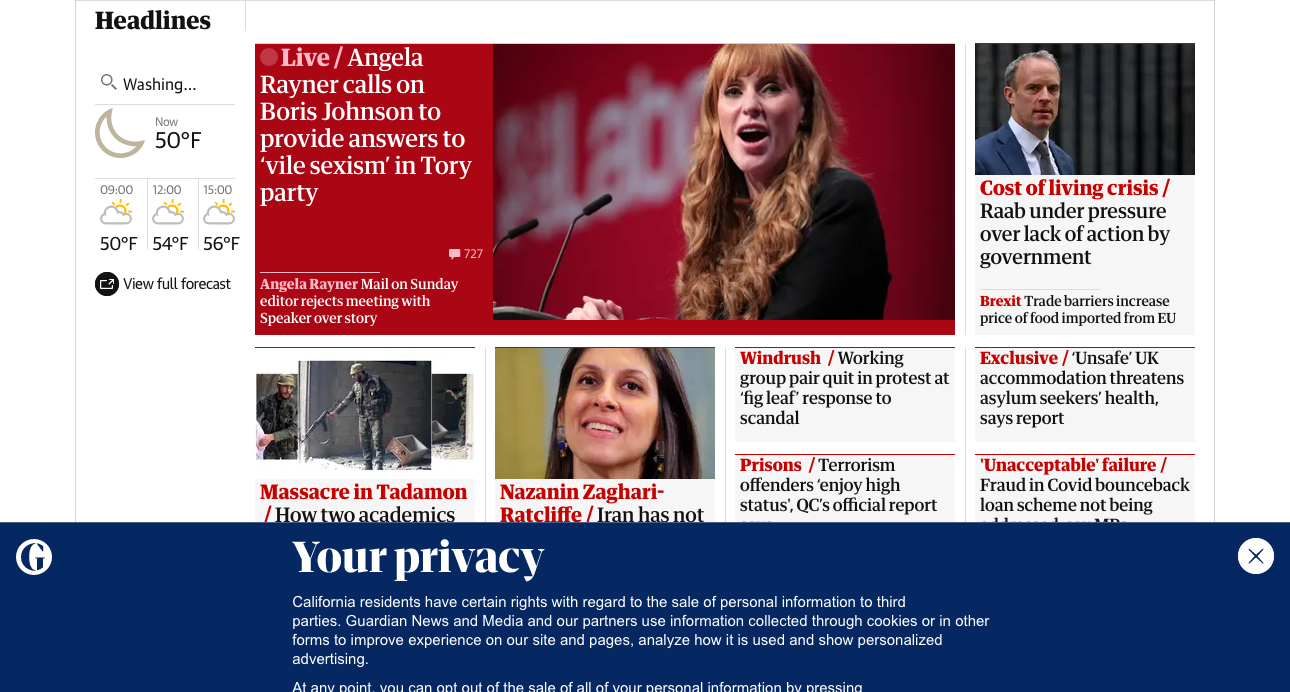 Headlines
Washing...
Now
50°F
09:00
12:00
15:00
50°F
54°F
56°F
View full forecast
Live / Angela
Rayner calls on
Boris Johnson to
provide answers to
‘vile sexism’ in Tory
party
727
Angela Rayner Mail on Sunday
editor rejects meeting with
Speaker over story
Cost of living crisis /
Raab under pressure
over lack of action by
government
Brexit Trade barriers increase
price of food imported from EU
Massacre in Tadamon
/ How two academics
Nazanin Zaghari-
Ratcliffe / Iran has not
Windrush / Working
group pair quit in protest at
‘fig leaf’ response to
scandal
Prisons / Terrorism
offenders ‘enjoy high
status', QC’s official report
Exclusive / ‘Unsafe’ UK
accommodation threatens
asylum seekers’ health,
says report
'Unacceptable' failure /
Fraud in Covid bounceback
loan scheme not being
Your privacy
California residents have certain rights with regard to the sale of personal information to third
parties. Guardian News and Media and our partners use information collected through cookies or in other
forms to improve experience on our site and pages, analyze how it is used and show personalized
advertising.
At any point, you can opt out of the sale of all of your personal information by pressing